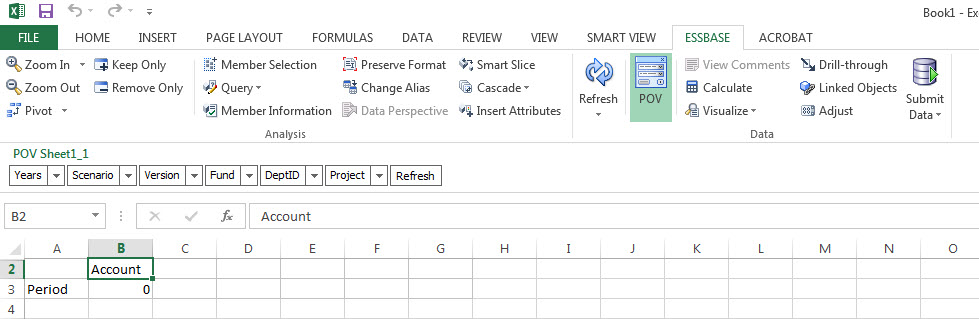 Book1 - Ex
FILE HOME INSERT PAGE LAYOUT FORMULAS DATA REVIEW VIEW SMART VIEW ESSBASE ACROBAT
Zoom In Keep Only Member Selection Preserve Format Smart Slice View Comments Drill-through
Zoom Out Remove Only Query Change Alias Cascade Refresh POV Calculate Linked Objects Submit
Pivot Member Information Data Perspective Insert Attributes Visualize Adjust Data
Analysis Data
POV Sheet1_1
Years Scenario Version Fund DeptID Project Refresh
B2 fx Account
A B C D E F G H I J K L M N O
2 Account
3 Period 0
4